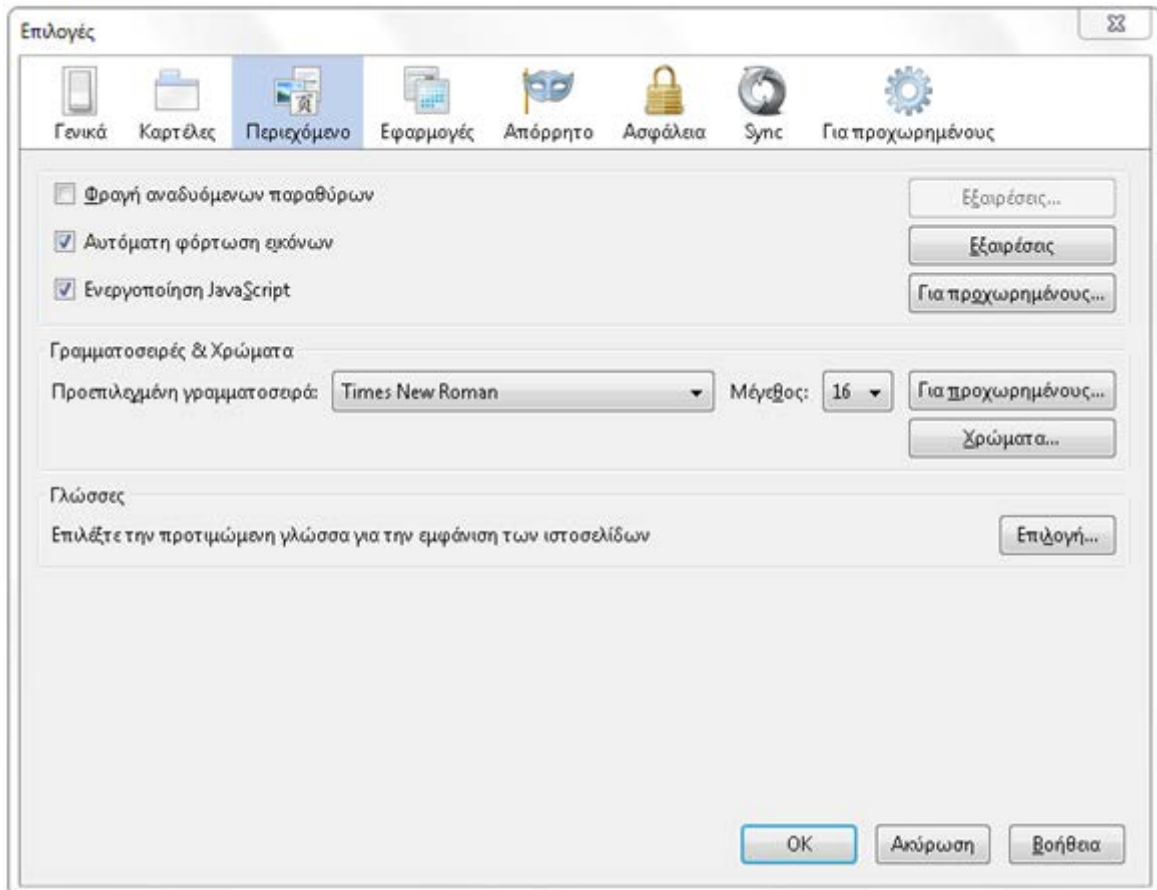 Επιλογές
Γενικά Καρτέλες Περιεχόμενο Εφαρμογές Απόρρητο Ασφάλεια Sync Για προχωρημένους
Φραγή αναδυόμενων παραθύρων Εξαιρέσεις...
Αυτόματη φόρτωση εικόνων Εξαιρέσεις
Ενεργοποίηση JavaScript Για προχωρημένους...
Γραμματοσειρές & Χρώματα
Προεπιλεγμένη γραμματοσειρά: Times New Roman Μέγεθος: 16 Για προχωρημένους...
Χρώματα...
Γλώσσες
Επιλέξτε την προτιμώμενη γλώσσα για την εμφάνιση των ιστοσελίδων Επιλογή...
OK Ακύρωση Βοήθεια